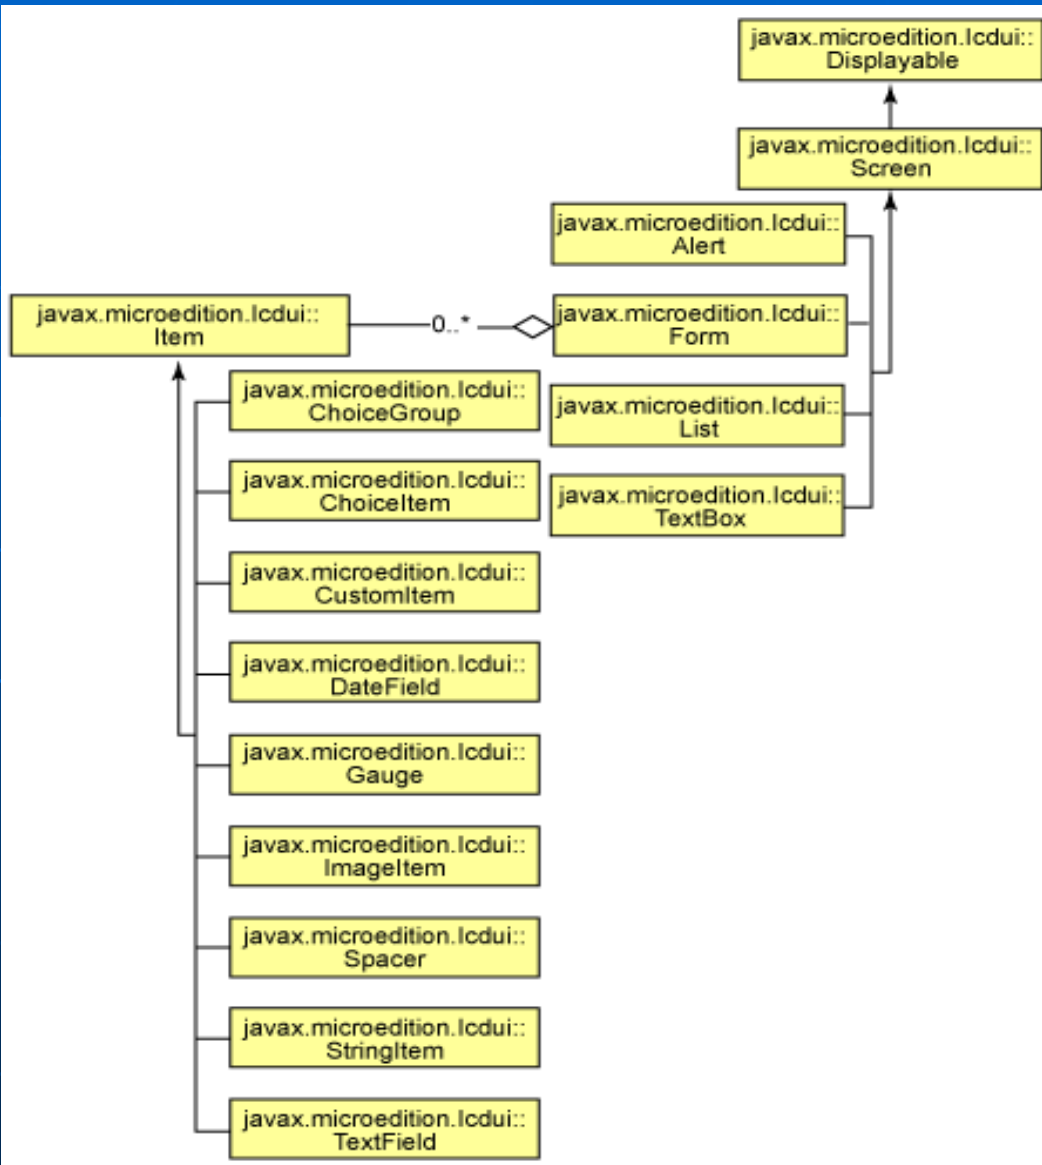 javax.microedition.lcdui::
Displayable
javax.microedition.lcdui::
Screen
javax.microedition.lcdui::
Alert
javax.microedition.lcdui::
Item
0..*
javax.microedition.lcdui::
Form
javax.microedition.lcdui::
ChoiceGroup
javax.microedition.lcdui::
List
javax.microedition.lcdui::
ChoiceItem
javax.microedition.lcdui::
TextBox
javax.microedition.lcdui::
CustomItem
javax.microedition.lcdui::
DateField
javax.microedition.lcdui::
Gauge
javax.microedition.lcdui::
ImageItem
javax.microedition.lcdui::
Spacer
javax.microedition.lcdui::
StringItem
javax.microedition.lcdui::
TextField